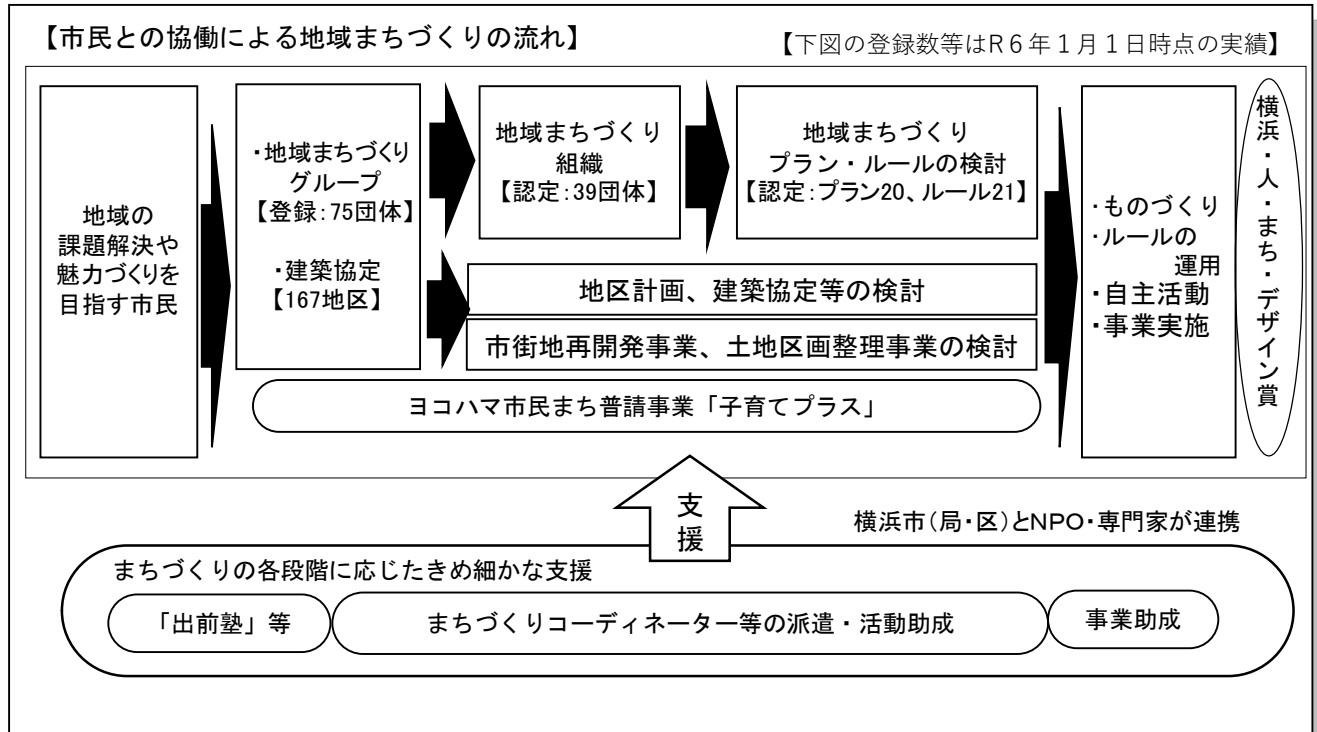 【市民との協働による地域まちづくりの流れ】
【下図の登録数等はR6年1月1日時点の実績】
地域の
課題解決や
魅力づくりを
目指す市民
・地域まちづくり
グループ
【登録:75団体】
・建築協定
【167地区】
地域まちづくり
組織
【認定:39団体】
地域まちづくり
プラン・ルールの検討
【認定:プラン20、ルール21】
地区計画、建築協定等の検討
市街地再開発事業、土地区画整理事業の検討
ヨコハマ市民まち普請事業「子育てプラス」
・ものづくり
・ルールの
運用
・自主活動
・事業実施
横浜・人・まち・デザイン賞
支援
横浜市(局・区)とNPO・専門家が連携
まちづくりの各段階に応じたきめ細かな支援
「出前塾」等
まちづくりコーディネーター等の派遣・活動助成
事業助成